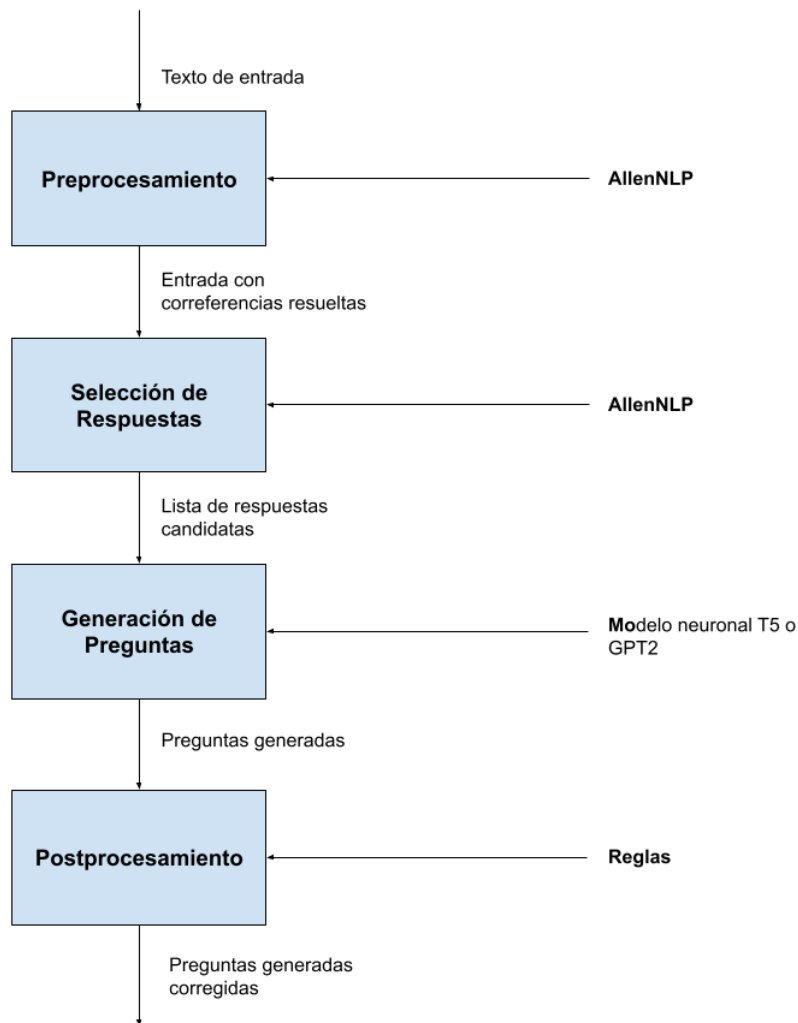 Texto de entrada
Preprocesamiento
AllenNLP
Entrada con
correferencias resueltas
Selección de
Respuestas
AllenNLP
Lista de respuestas
candidatas
Generación de
Preguntas
Modelo neuronal T5 o
GPT2
Preguntas generadas
Postprocesamiento
Reglas
Preguntas generadas
corregidas